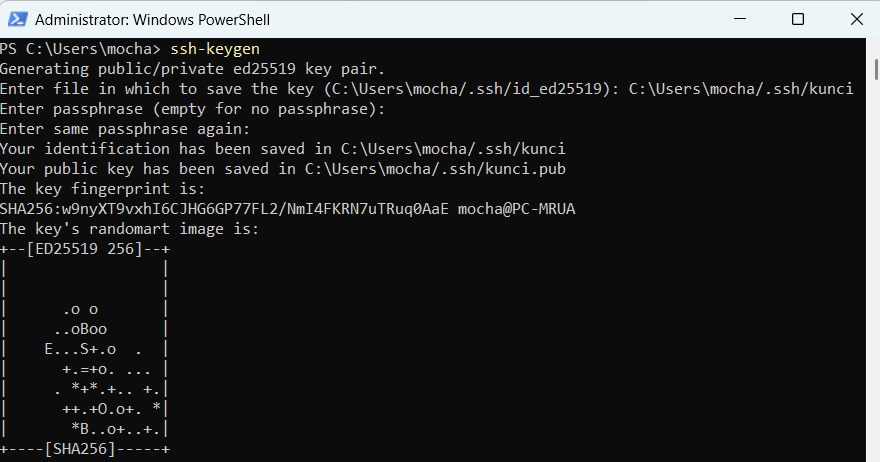 Administrator: Windows PowerShell
PS C:\Users\mocha> ssh-keygen
Generating public/private ed25519 key pair.
Enter file in which to save the key (C:\Users\mocha/.ssh/id_ed25519): C:\Users\mocha/.ssh/kunci
Enter passphrase (empty for no passphrase):
Enter same passphrase again:
Your identification has been saved in C:\Users\mocha/.ssh/kunci
Your public key has been saved in C:\Users\mocha/.ssh/kunci.pub
The key fingerprint is:
SHA256:w9nyXT9vxhI6CJHG6GP77FL2/NmI4FKRN7uTRuq0AaE mocha@PC-MRUA
The key's randomart image is:
+--[ED25519 256]--+
|                 |
|                 |
|      .o o       |
|     ..oBoo      |
|    E...S+.o  .  |
|      +.=+o. ... |
|     . *+*.+.. +.|
|      ++.+O.o+. *|
|       *B..o+..+.|
+----[SHA256]-----+